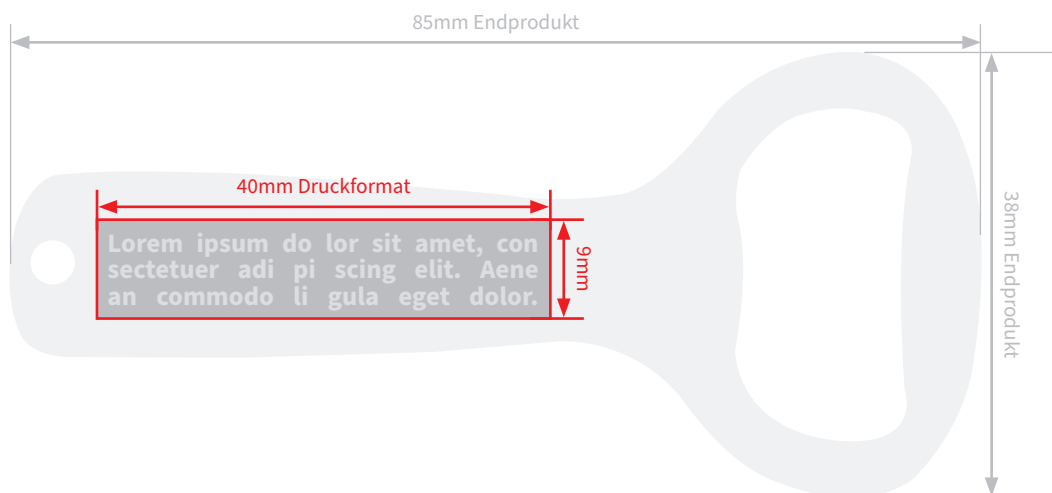 85mm Endprodukt
40mm Druckformat
Lorem ipsum do lor sit amet, con
sectetuer adi pi scing elit. Aene
an commodo li gula eget dolor.
9mm
38mm Endprodukt